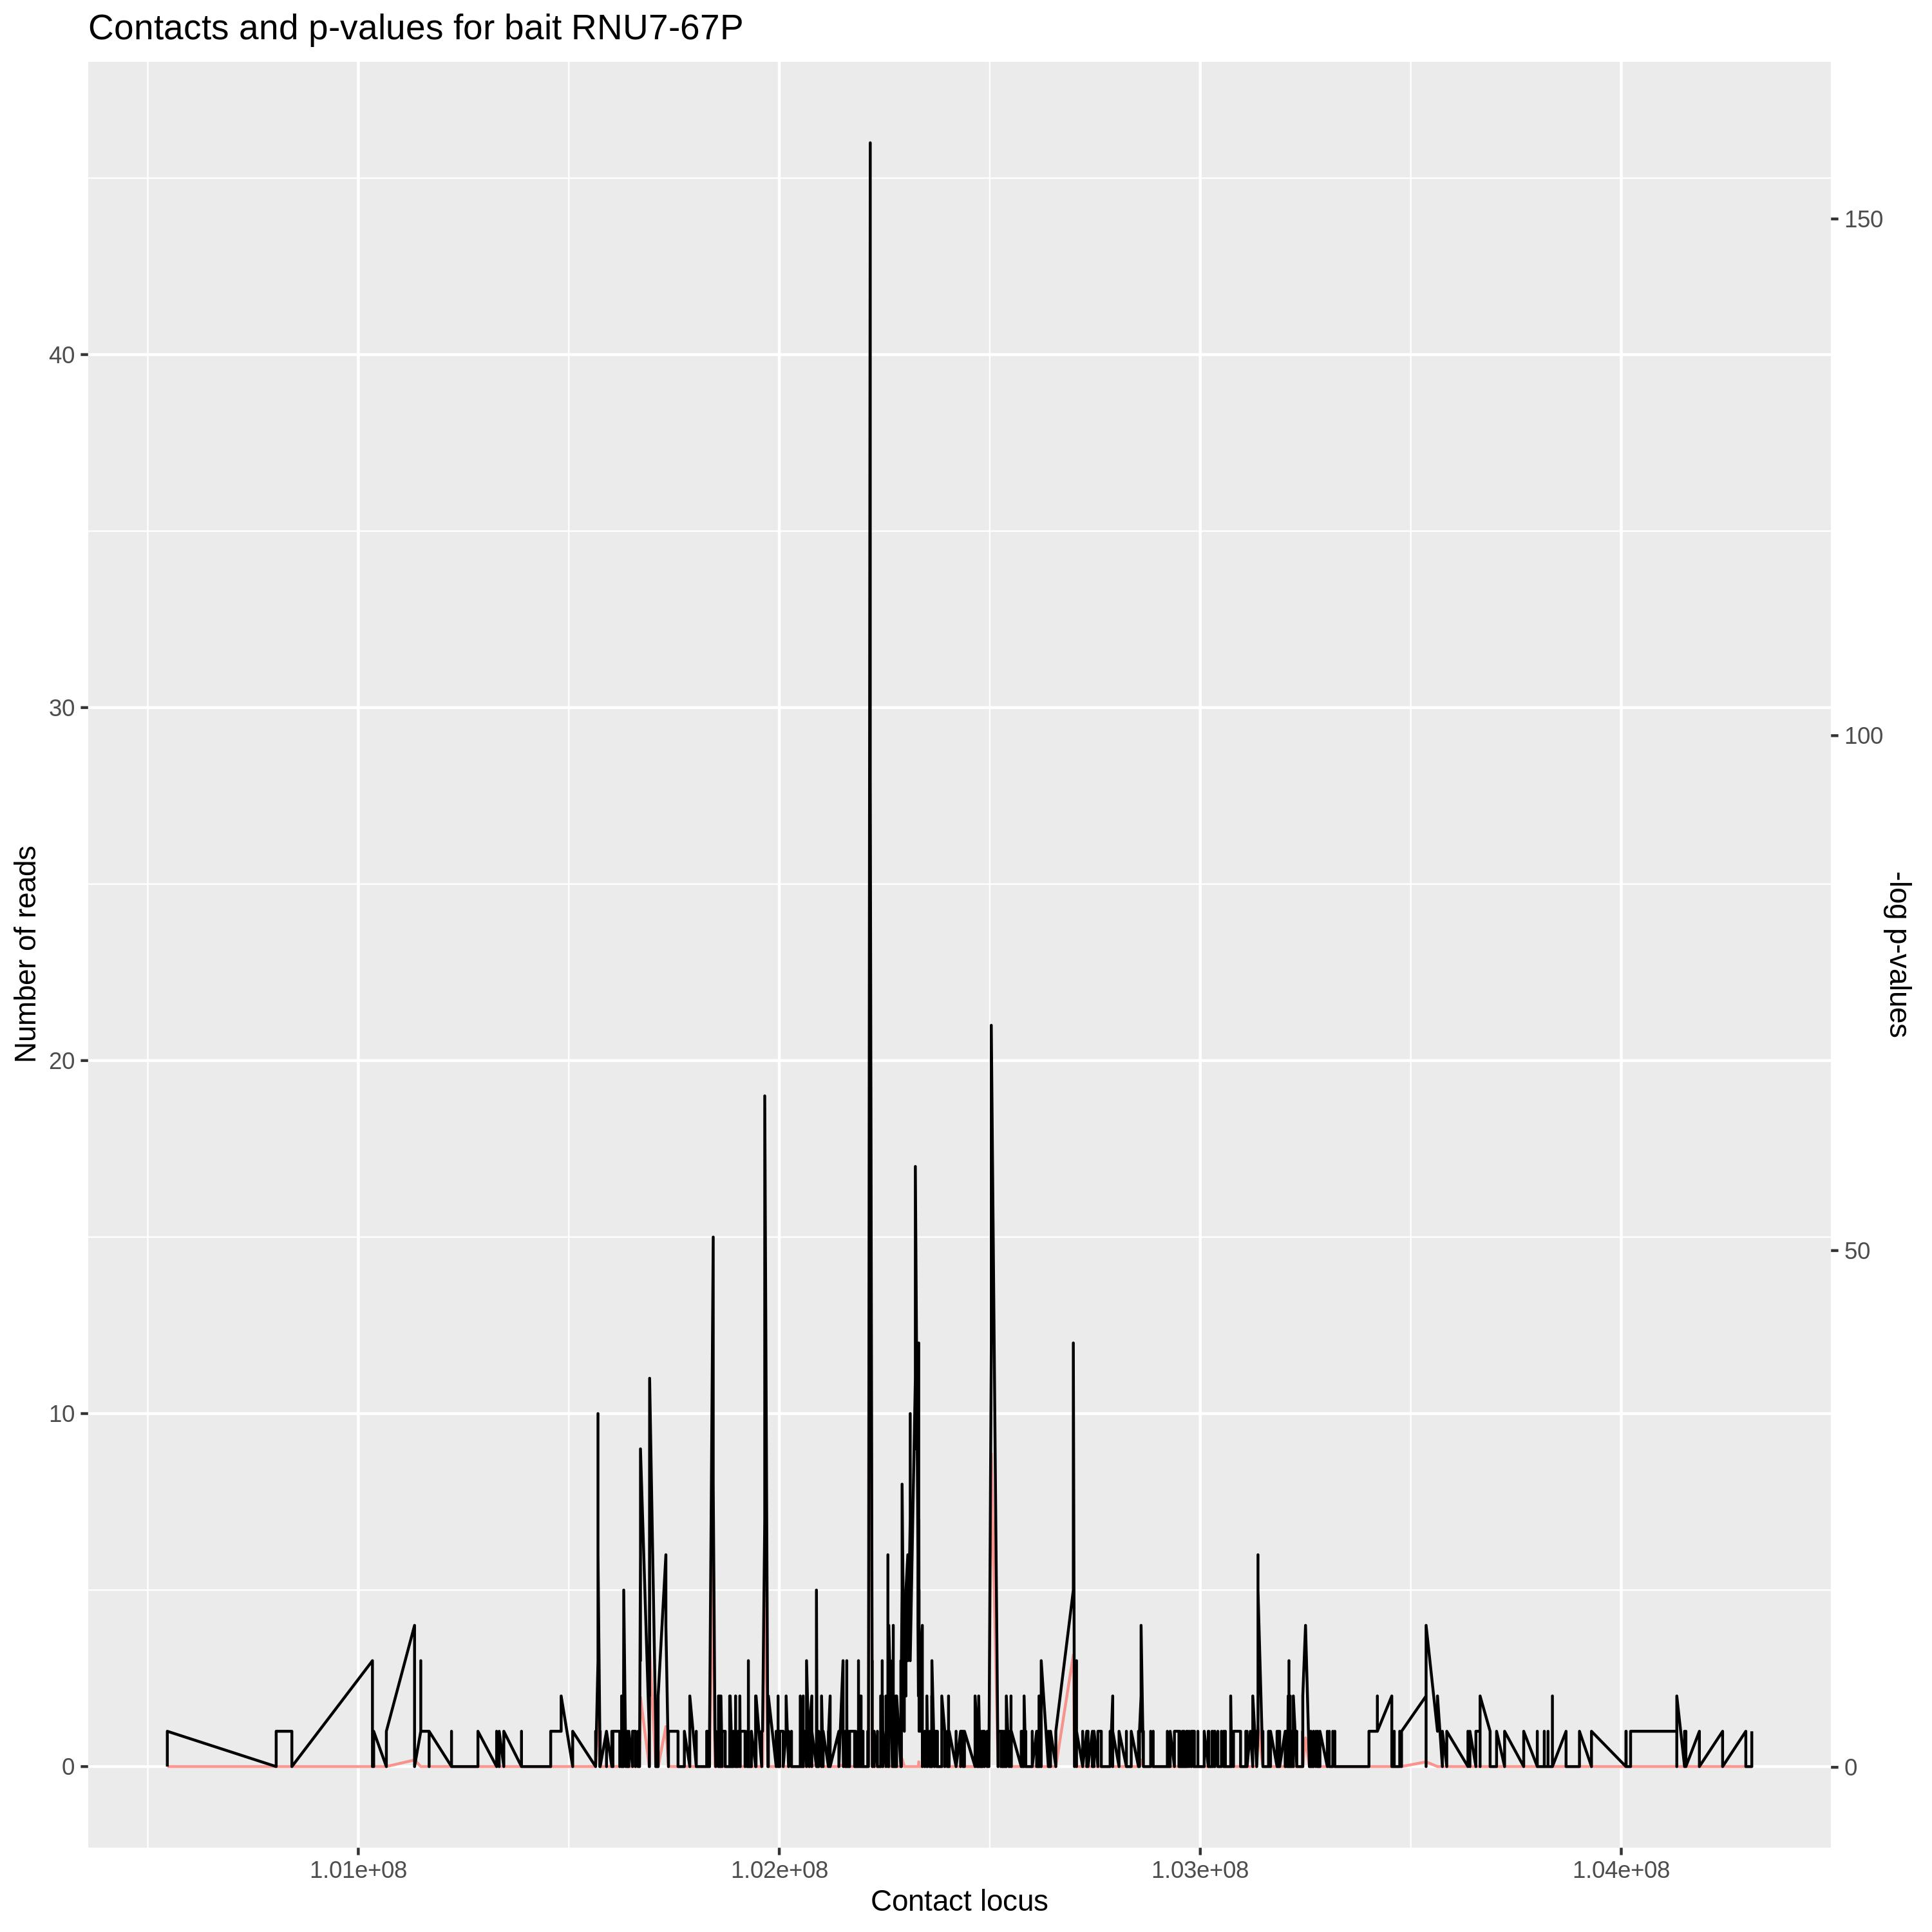 Contacts and p-values for bait RNU7-67P
Number of reads
40
30
20
10
0
150
100
50
0
-log p-values
1.01e+08
1.02e+08
1.03e+08
1.04e+08
Contact locus